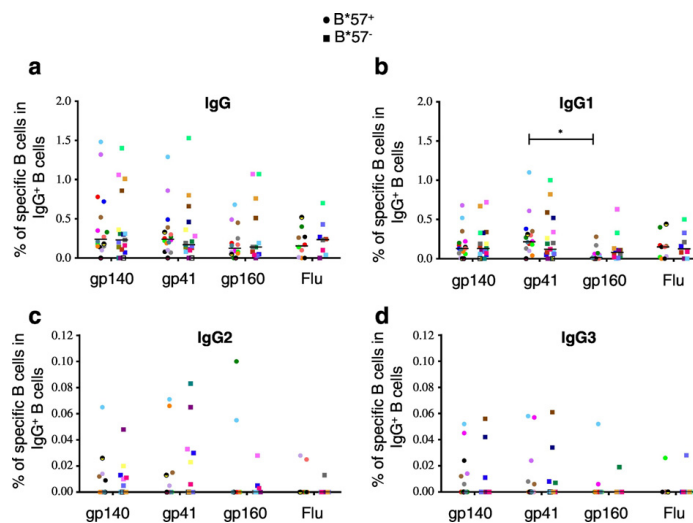 B*57+
B*57-
a
IgG
% of specific B cells in
IgG+ B cells
2.0
1.5
1.0
0.5
0.0
gp140 gp41 gp160 Flu
b
IgG1
% of specific B cells in
IgG+ B cells
2.0
1.5
1.0
0.5
0.0
*
gp140 gp41 gp160 Flu
c
IgG2
% of specific B cells in
IgG+ B cells
0.12
0.10
0.08
0.06
0.04
0.02
0.00
gp140 gp41 gp160 Flu
d
IgG3
% of specific B cells in
IgG+ B cells
0.12
0.10
0.08
0.06
0.04
0.02
0.00
gp140 gp41 gp160 Flu